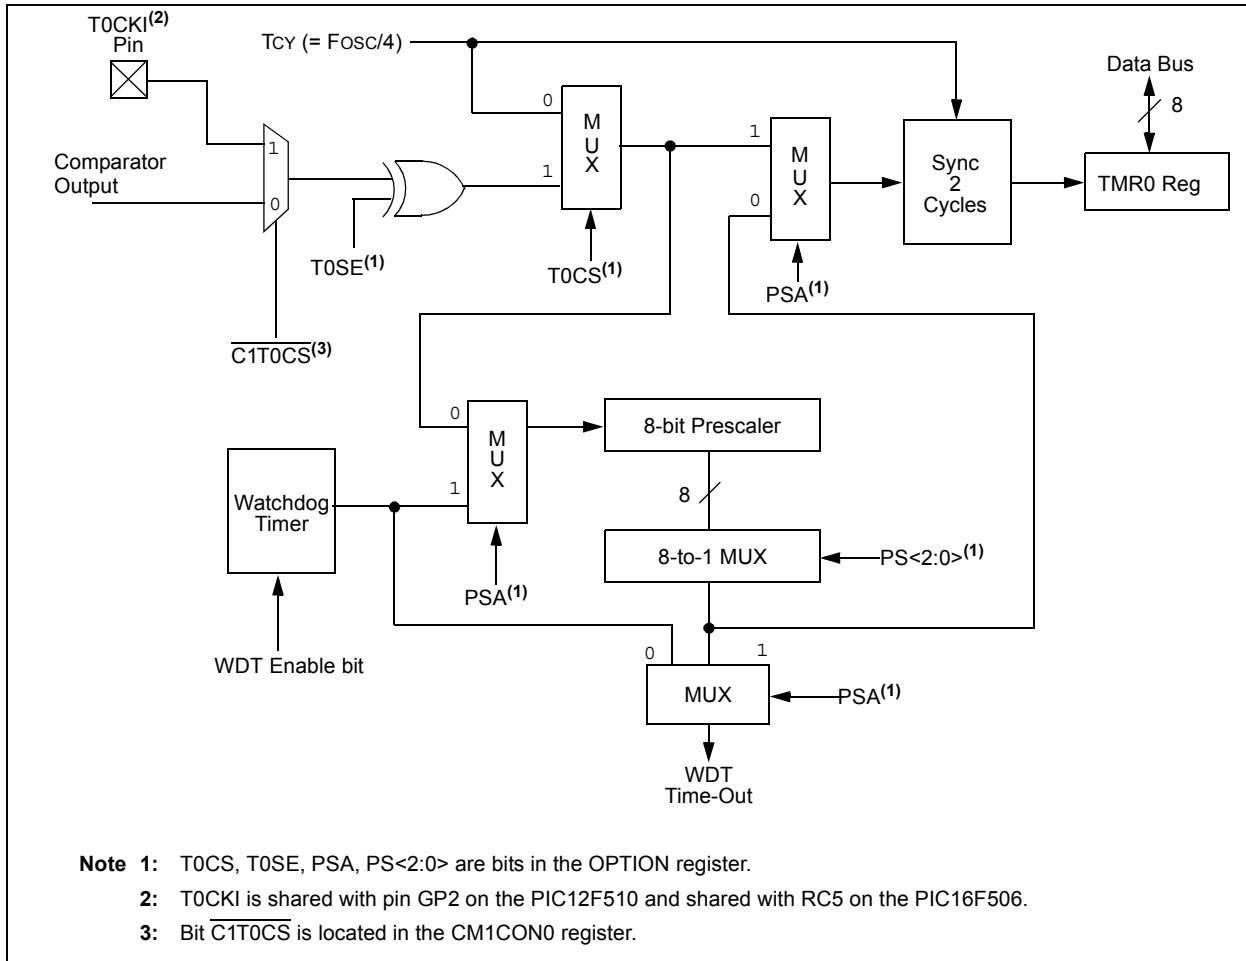 T0CKI(2)
Pin
TCY (= FOSC/4)
Data Bus
8
0
M
U
X
1
Comparator
Output
1
0
T0SE(1)
T0CS(1)
1
M
U
X
0
PSA(1)
Sync
2
Cycles
TMR0 Reg
C1T0CS(3)
0
M
U
X
1
8-bit Prescaler
Watchdog
Timer
8
8-to-1 MUX
PS<2:0>(1)
PSA(1)
WDT Enable bit
0
1
MUX
PSA(1)
WDT
Time-Out
Note 1: T0CS, T0SE, PSA, PS<2:0> are bits in the OPTION register.
2: T0CKI is shared with pin GP2 on the PIC12F510 and shared with RC5 on the PIC16F506.
3: Bit C1T0CS is located in the CM1CON0 register.